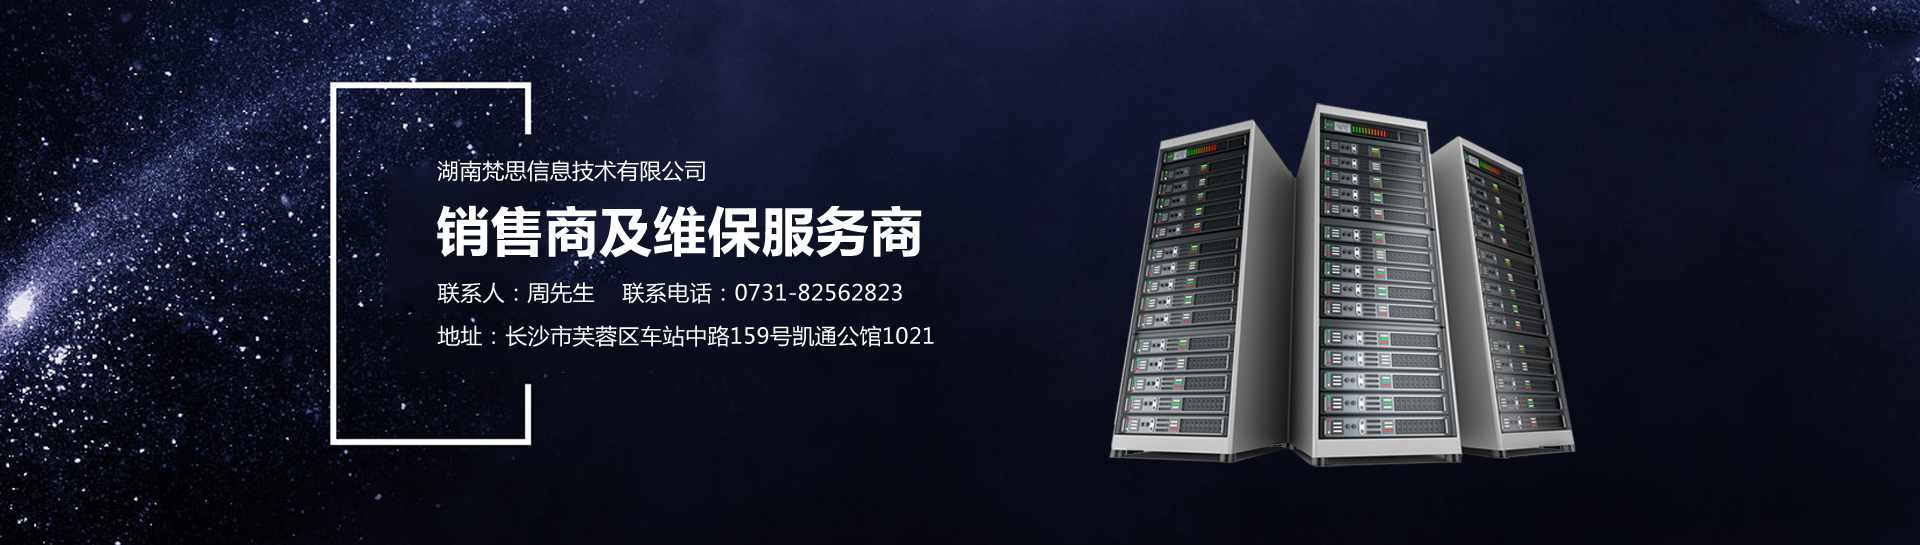 湖南梵思信息技术有限公司
销售商及维保服务商
联系人：周先生 联系电话：0731-82562823
地址：长沙市芙蓉区车站中路159号凯通公馆1021